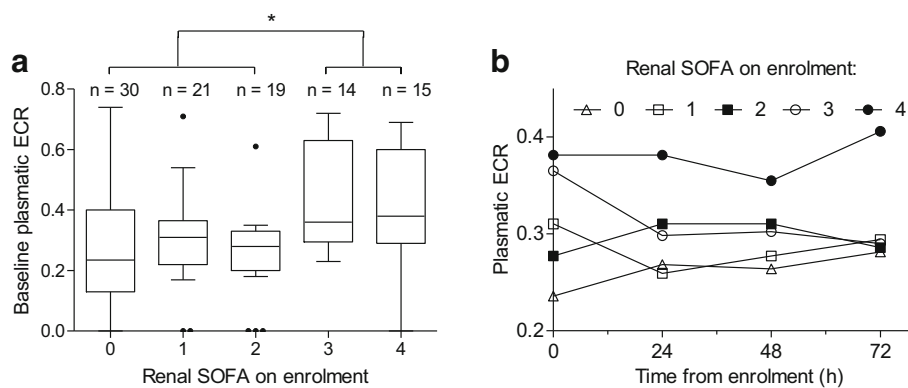 *
a
n = 30 n = 21 n = 19 n = 14 n = 15
Baseline plasmatic ECR
0.8
0.6
0.4
0.2
0.0
0 1 2 3 4
Renal SOFA on enrolment
b
Renal SOFA on enrolment:
0 1 2 3 4
Plasmatic ECR
0.4
0.3
0.2
0 24 48 72
Time from enrolment (h)